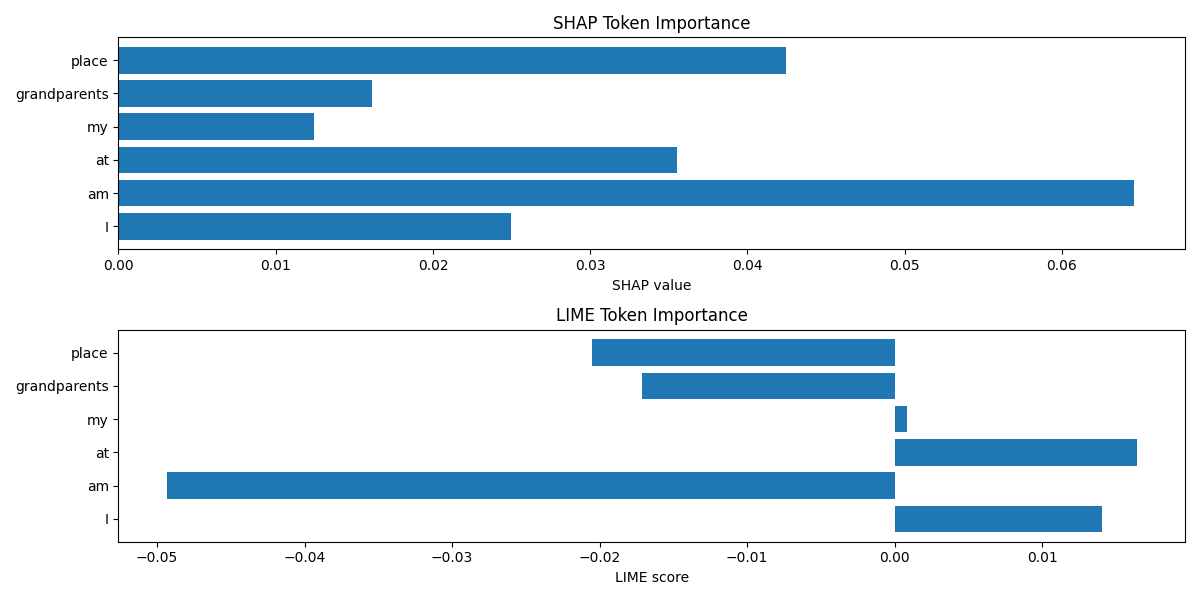 SHAP Token Importance
place
grandparents
my
at
am
I
0.00 0.01 0.02 0.03 0.04 0.05 0.06
SHAP value
LIME Token Importance
place
grandparents
my
at
am
I
−0.05 −0.04 −0.03 −0.02 −0.01 0.00 0.01
LIME score